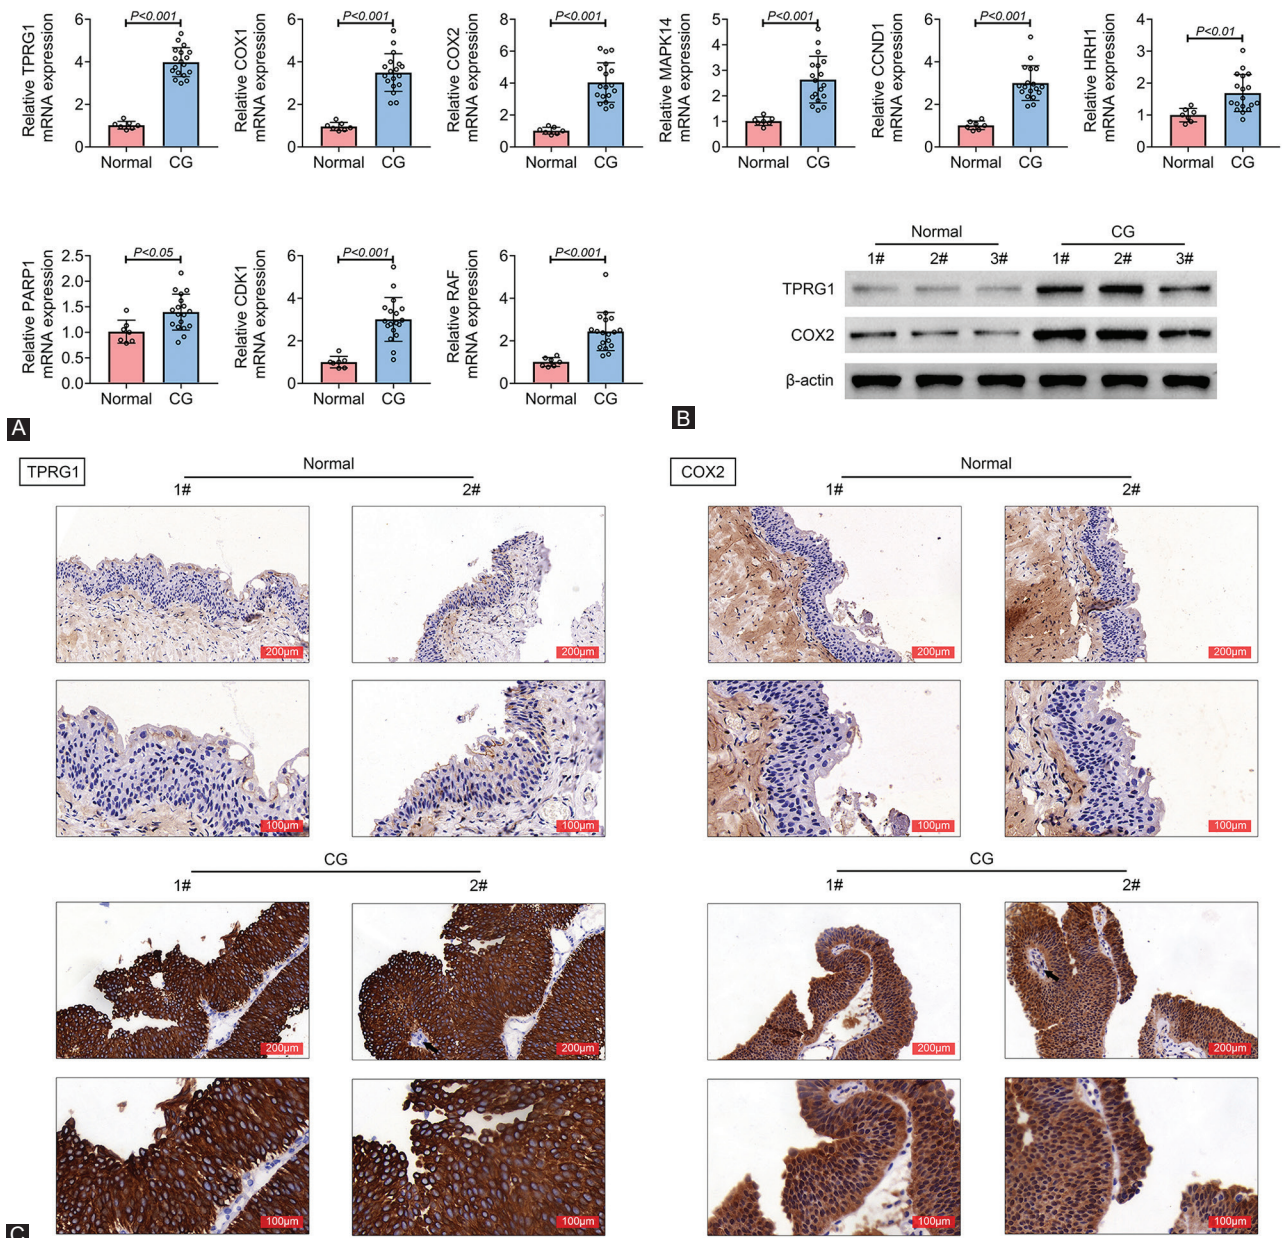 Relative TPRG1
mRNA expression
6
4
2
0
P<0.001
Normal CG
Relative COX1
mRNA expression
6
4
2
0
P<0.001
Normal CG
Relative COX2
mRNA expression
8
6
4
2
0
P<0.001
Normal CG
Relative MAPK14
mRNA expression
5
4
3
2
1
0
P<0.001
Normal CG
Relative CCND1
mRNA expression
6
4
2
0
P<0.001
Normal CG
Relative HRH1
mRNA expression
4
3
2
1
0
P<0.01
Normal CG
Relative PARP1
mRNA expression
2.5
2.0
1.5
1.0
0.5
0.0
P<0.05
Normal CG
Relative CDK1
mRNA expression
6
4
2
0
P<0.001
Normal CG
Relative RAF
mRNA expression
6
4
2
0
P<0.001
Normal CG
A
Normal CG
1# 2# 3# 1# 2# 3#
TPRG1
COX2
β-actin
B
TPRG1
Normal
1# 2#
200μm 200μm
100μm 100μm
CG
1# 2#
200μm 200μm
100μm 100μm
COX2
Normal
1# 2#
200μm 200μm
100μm 100μm
CG
1# 2#
200μm 200μm
100μm 100μm
C